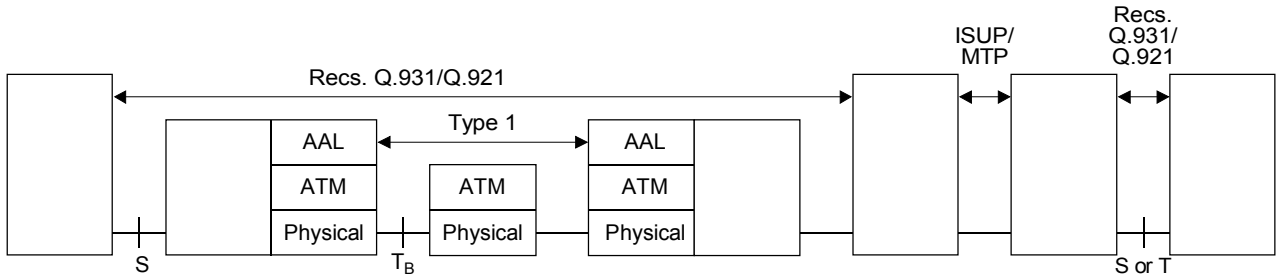 Recs. Q.931/Q.921
ISUP/
MTP
Recs.
Q.931/
Q.921
Type 1
AAL
AAL
ATM
ATM
ATM
Physical
Physical
Physical
S
TB
S or T